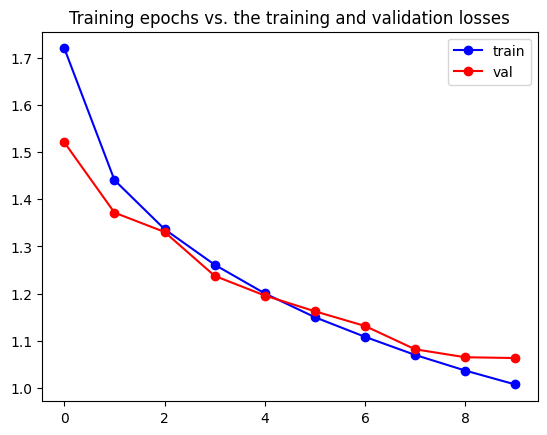 Training epochs vs. the training and validation losses
train
val
1.7
1.6
1.5
1.4
1.3
1.2
1.1
1.0
0 2 4 6 8